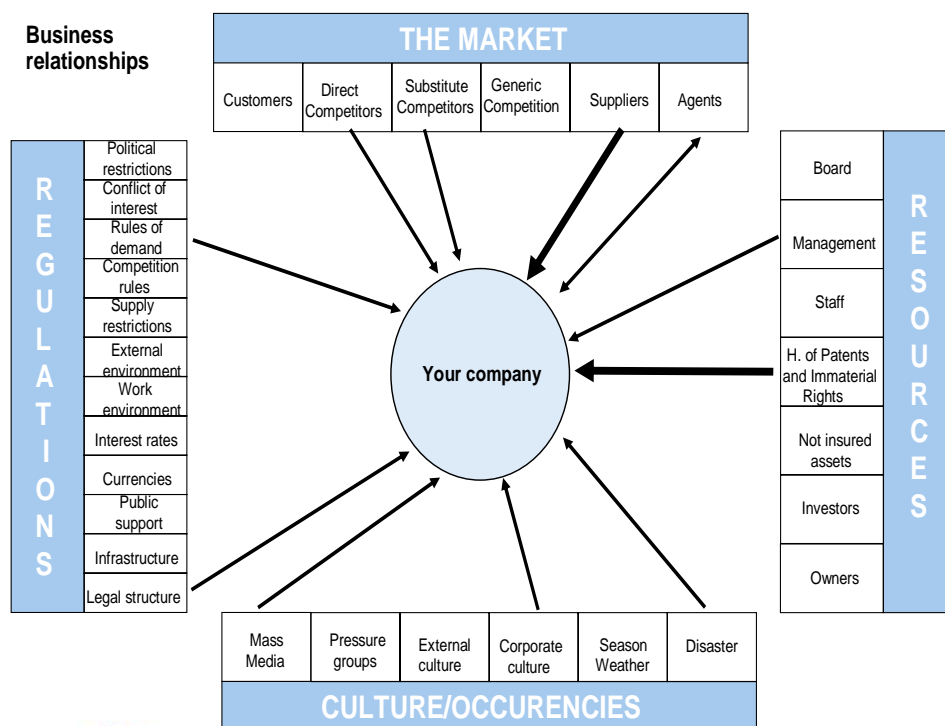 Business
relationships
THE MARKET
Customers
Direct
Competitors
Substitute
Competitors
Generic
Competition
Suppliers
Agents
REGULATIONS
Political
restrictions
Conflict of
interest
Rules of
demand
Competition
rules
Supply
restrictions
External
environment
Work
environment
Interest rates
Currencies
Public
support
Infrastructure
Legal structure
Your company
Board
Management
Staff
H. of Patents
and Immaterial
Rights
Not insured
assets
Investors
Owners
RESOURCES
Mass
Media
Pressure
groups
External
culture
Corporate
culture
Season
Weather
Disaster
CULTURE/OCCURENCIES